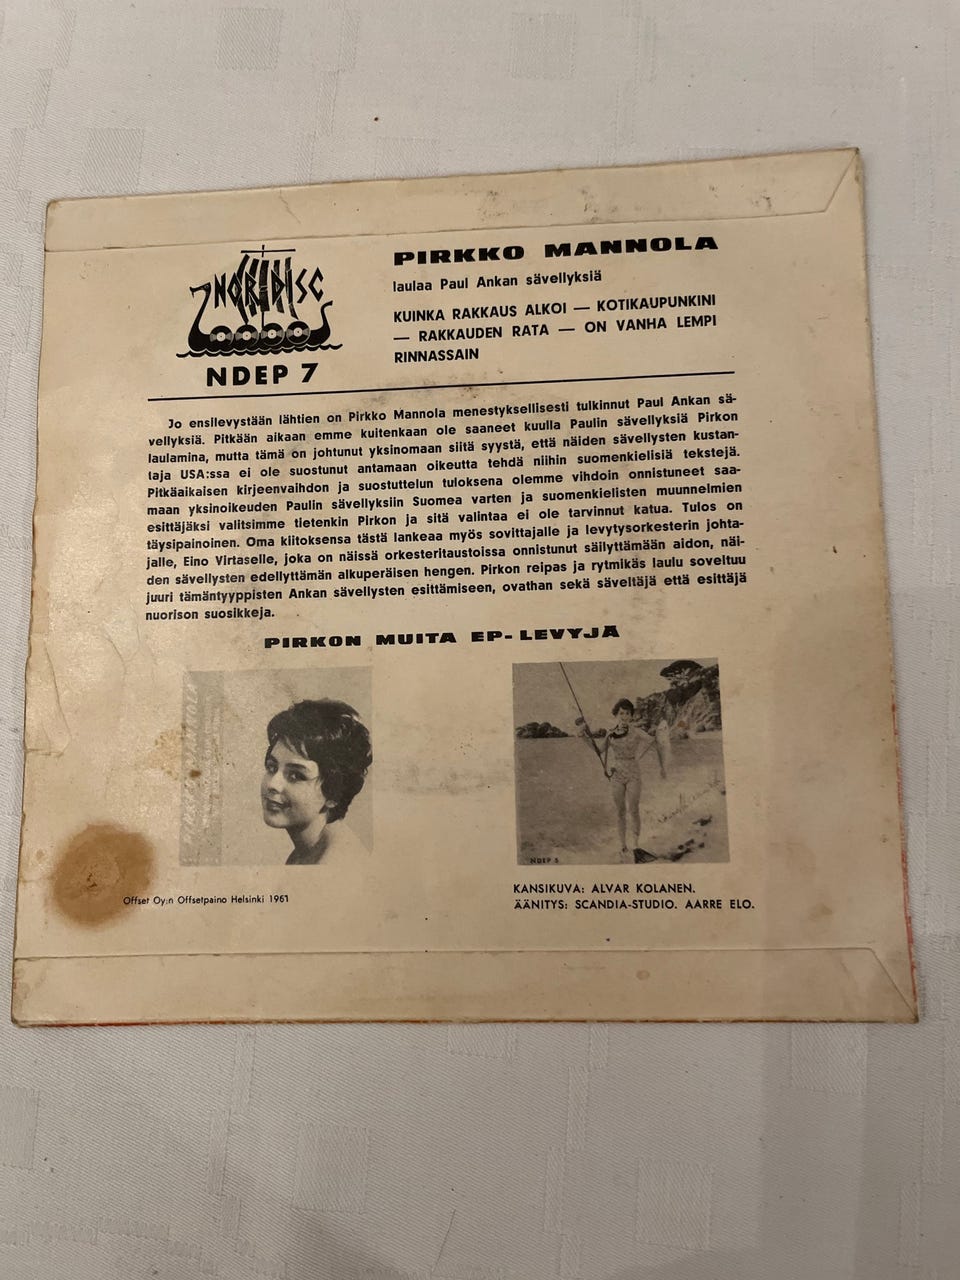 NORDISC
NDEP 7
PIRKKO MANNOLA
laulaa Paul Ankan sävellyksiä
KUINKA RAKKAUS ALKOI — KOTIKAUPUNKINI
— RAKKAUDEN RATA — ON VANHA LEMPI
RINNASSAIN
Jo ensilevystään lähtien on Pirkko Mannola menestyksellisesti tulkinnut Paul Ankan sä-
vellyksiä. Pitkään aikaan emme kuitenkaan ole saaneet kuulla Paulin sävellyksiä Pirkon
laulamina, mutta tämä on johtunut yksinomaan siitä syystä, että näiden sävellysten kustan-
taja USA:ssa ei ole suostunut antamaan oikeutta tehdä niihin suomenkielisiä tekstejä.
Pitkäaikaisen kirjeenvaihdon ja suostuttelun tuloksena olemme vihdoin onnistuneet saa-
maan yksinoikeuden Paulin sävellyksiin Suomea varten ja suomenkielisten muunnelmien
esittäjäksi valitsimme tietenkin Pirkon ja sitä valintaa ei ole tarvinnut katua. Tulos on
täysipainoinen. Oma kiitoksensa tästä lankeaa myös sovittajalle ja levytysorkesterin johta-
jalle, Eino Virtaselle, joka on näissä orkesteritaustoissa onnistunut säilyttämään aidon, näi-
den sävellysten edellyttämän alkuperäisen hengen. Pirkon reipas ja rytmikäs laulu soveltuu
juuri tämäntyyppisten Ankan sävellysten esittämiseen, ovathan sekä säveltäjä että esittäjä
nuorison suosikkeja.
PIRKON MUITA EP-LEVYJÄ
NDEP 5
Offset Oy:n Offsetpaino Helsinki 1961
KANSIKUVA: ALVAR KOLANEN.
ÄÄNITYS: SCANDIA-STUDIO. AARRE ELO.